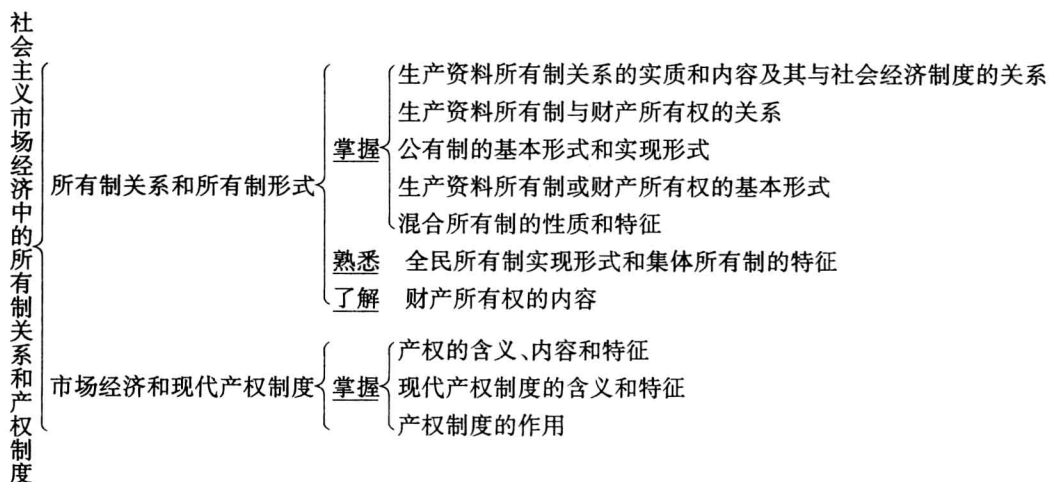 社会主义市场经济中的所有制关系和产权制度
所有制关系和所有制形式
掌握
生产资料所有制关系的实质和内容及其与社会经济制度的关系
生产资料所有制与财产所有权的关系
公有制的基本形式和实现形式
生产资料所有制或财产所有权的基本形式
混合所有制的性质和特征
熟悉 全民所有制实现形式和集体所有制的特征
了解 财产所有权的内容
市场经济和现代产权制度
掌握
产权的含义、内容和特征
现代产权制度的含义和特征
产权制度的作用